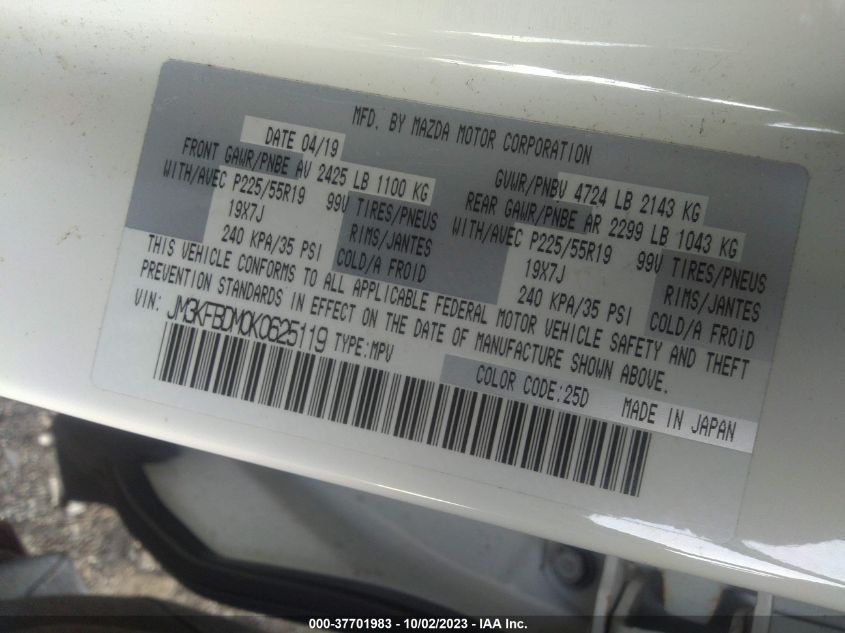 MFD. BY MAZDA MOTOR CORPORATION
DATE 04/19
GVWR/PNBV 4724 LB 2143 KG
FRONT GAWR/PNBE AV 2425 LB 1100 KG
REAR GAWR/PNBE AR 2299 LB 1043 KG
WITH/AVEC P225/55R19 99V TIRES/PNEUS
WITH/AVEC P225/55R19 99V TIRES/PNEUS
19X7J RIMS/JANTES
19X7J RIMS/JANTES
240 KPA/35 PSI COLD/A FROID
240 KPA/35 PSI COLD/A FROID
THIS VEHICLE CONFORMS TO ALL APPLICABLE FEDERAL MOTOR VEHICLE SAFETY AND THEFT
PREVENTION STANDARDS IN EFFECT ON THE DATE OF MANUFACTURE SHOWN ABOVE.
VIN: JM3KFBDM0K0625119 TYPE:MPV
COLOR CODE:25D MADE IN JAPAN
000-37701983 - 10/02/2023 - IAA Inc.